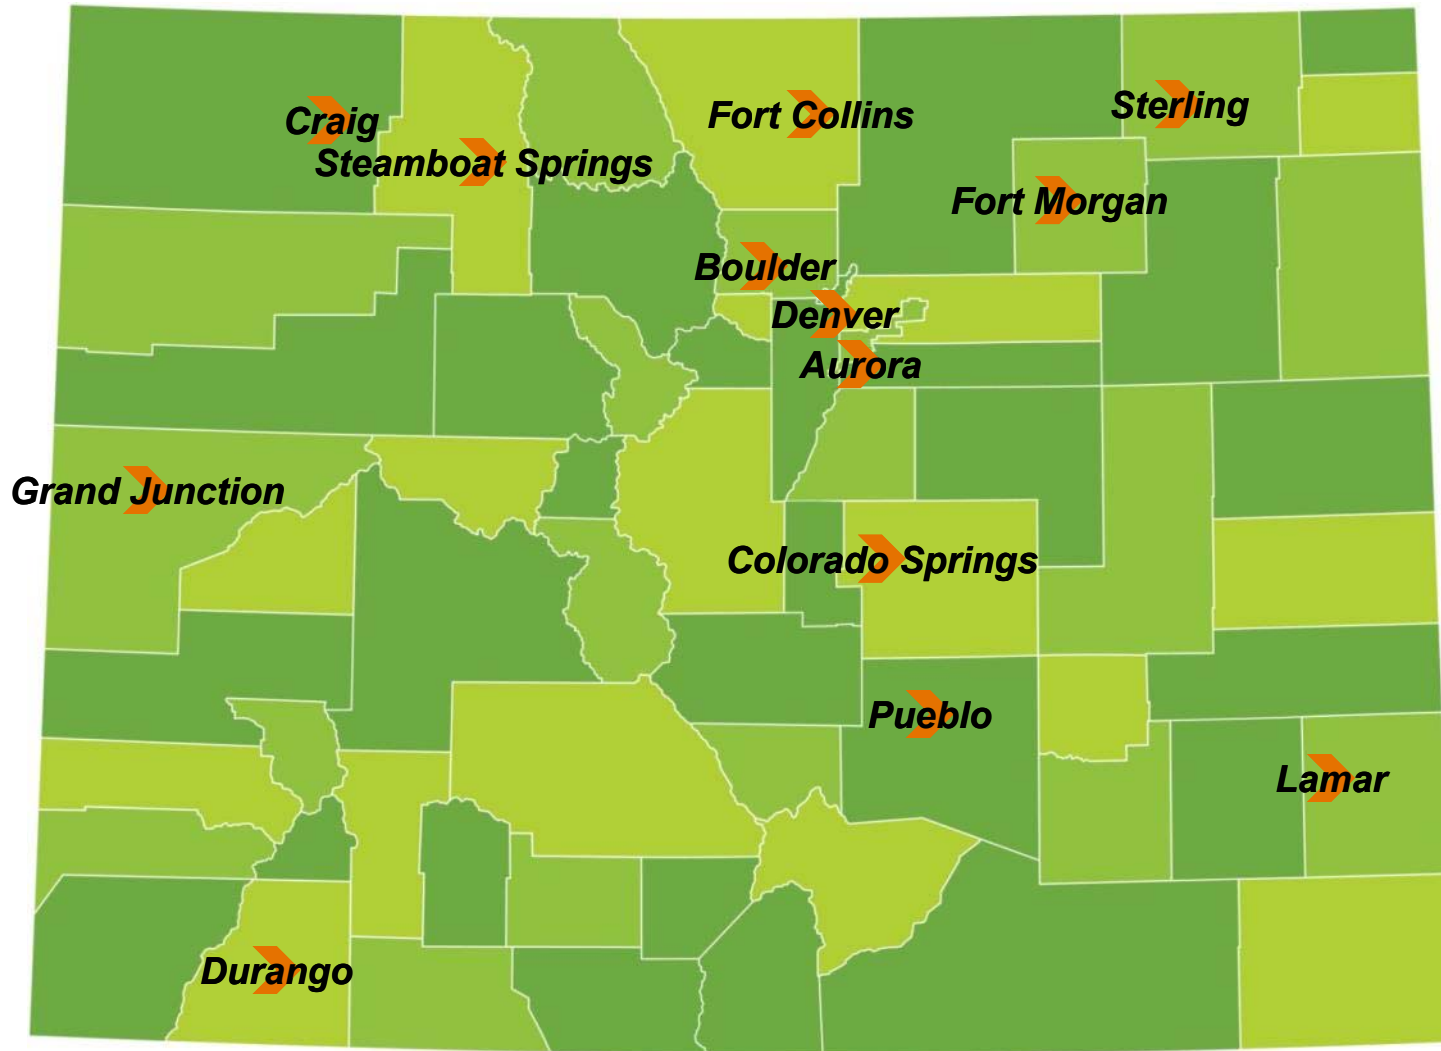 Sterling
Fort Collins
Craig
Steamboat Springs
Fort Morgan
Boulder
Denver
Aurora
Grand Junction
Colorado Springs
Pueblo
Lamar
Durango